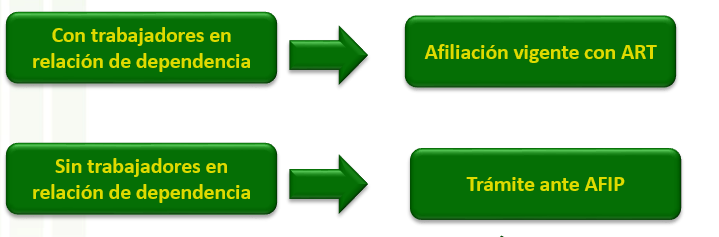 Con trabajadores en
relación de dependencia
Afiliación vigente con ART
Sin trabajadores en
relación de dependencia
Trámite ante AFIP